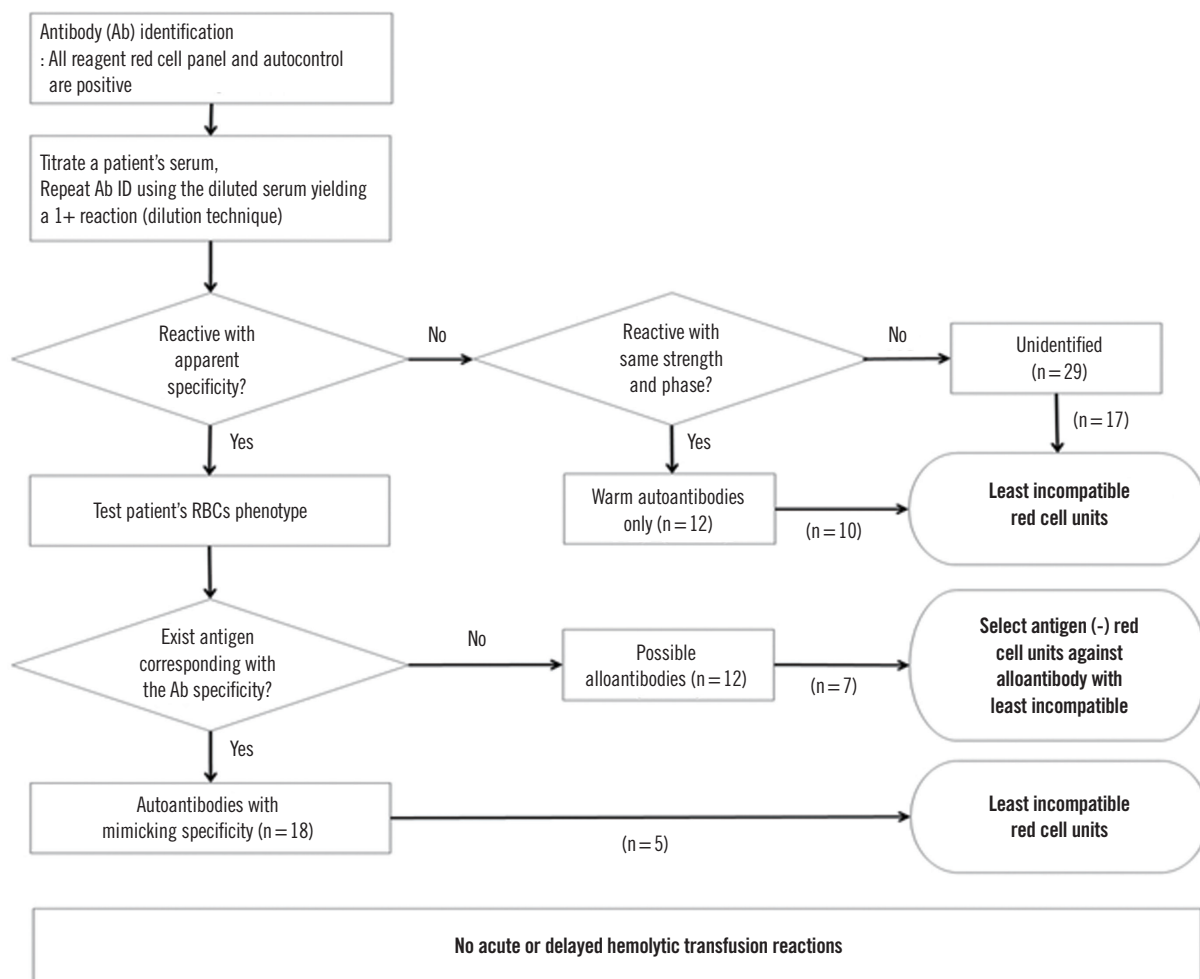 Antibody (Ab) identification
: All reagent red cell panel and autocontrol
are positive
Titrate a patient's serum,
Repeat Ab ID using the diluted serum yielding
a 1+ reaction (dilution technique)
Reactive with
apparent
specificity?
No
Reactive with
same strength
and phase?
No
Unidentified
(n=29)
(n=17)
Yes
Yes
Test patient's RBCs phenotype
Warm autoantibodies
only (n=12)
(n=10)
Least incompatible
red cell units
Exist antigen
corresponding with
the Ab specificity?
No
Possible
alloantibodies (n=12)
(n=7)
Select antigen (-) red
cell units against
alloantibody with
least incompatible
Yes
Autoantibodies with
mimicking specificity (n=18)
(n=5)
Least incompatible
red cell units
No acute or delayed hemolytic transfusion reactions